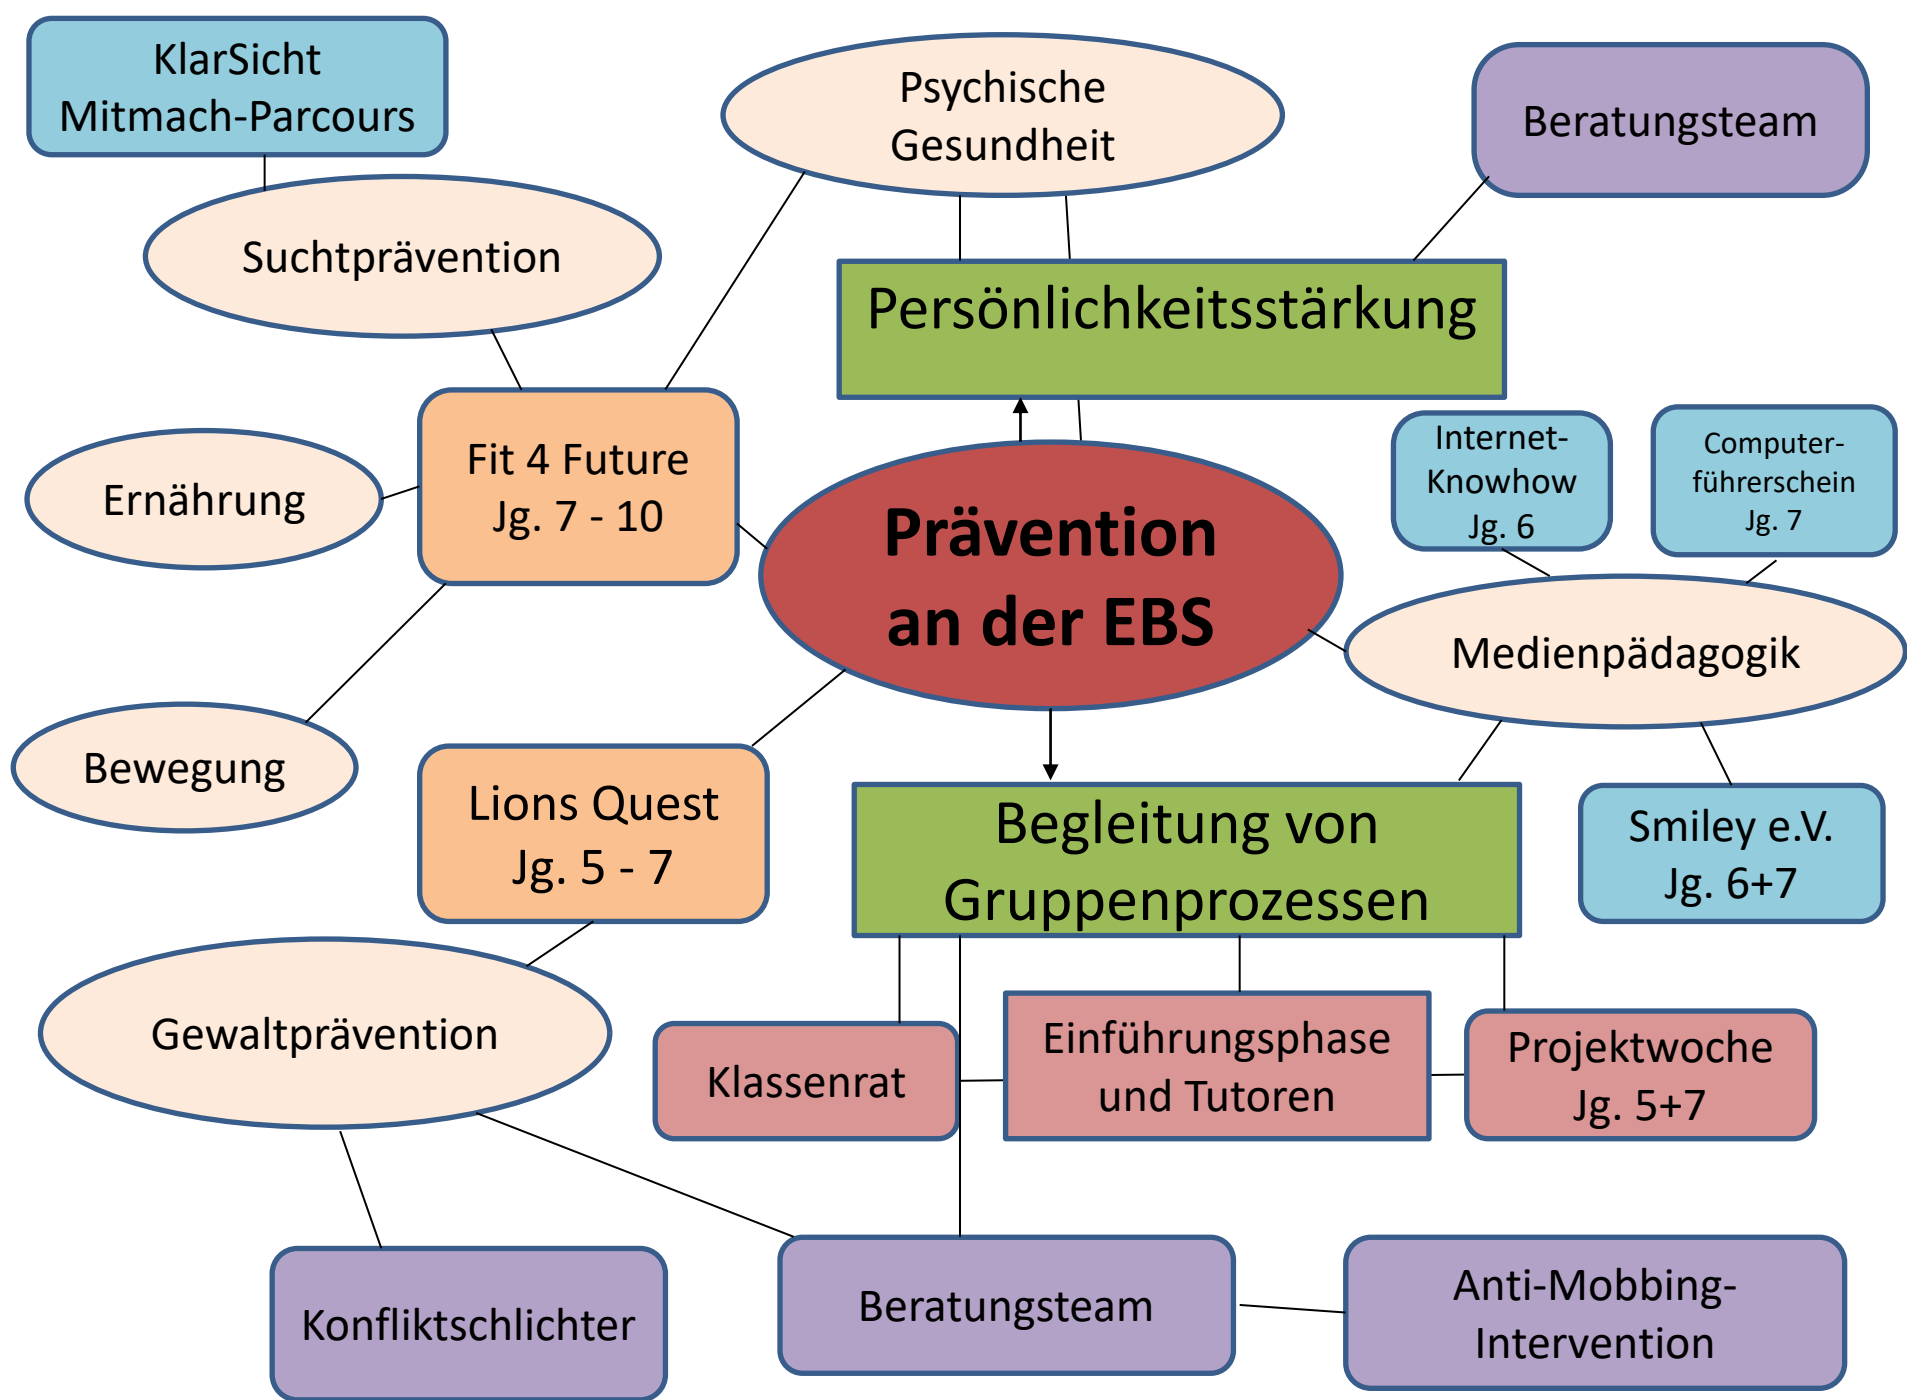 KlarSicht
Mitmach-Parcours
Psychische
Gesundheit
Beratungsteam
Suchtprävention
Persönlichkeitsstärkung
Fit 4 Future
Jg. 7 - 10
Ernährung
Internet-
Knowhow
Jg. 6
Computer-
führerschein
Jg. 7
Prävention
an der EBS
Medienpädagogik
Bewegung
Lions Quest
Jg. 5 - 7
Begleitung von
Gruppenprozessen
Smiley e.V.
Jg. 6+7
Gewaltprävention
Klassenrat
Einführungsphase
und Tutoren
Projektwoche
Jg. 5+7
Konfliktschlichter
Beratungsteam
Anti-Mobbing-
Intervention